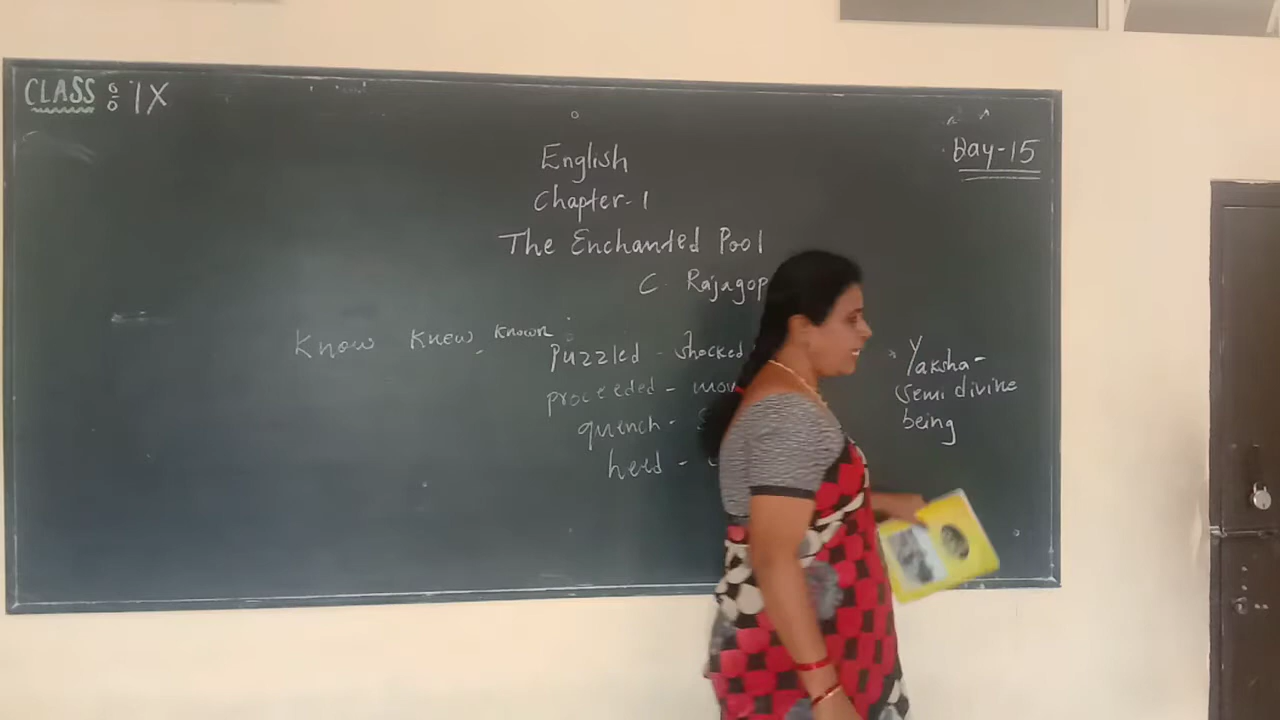 CLASS : IX
Day-15
English
Chapter-1
The Enchanted Pool
C. Rajagop
Know Knew Known
Puzzled - shocked
proceeded - mov
quench -
herd -
Yaksha-
semi divine
being